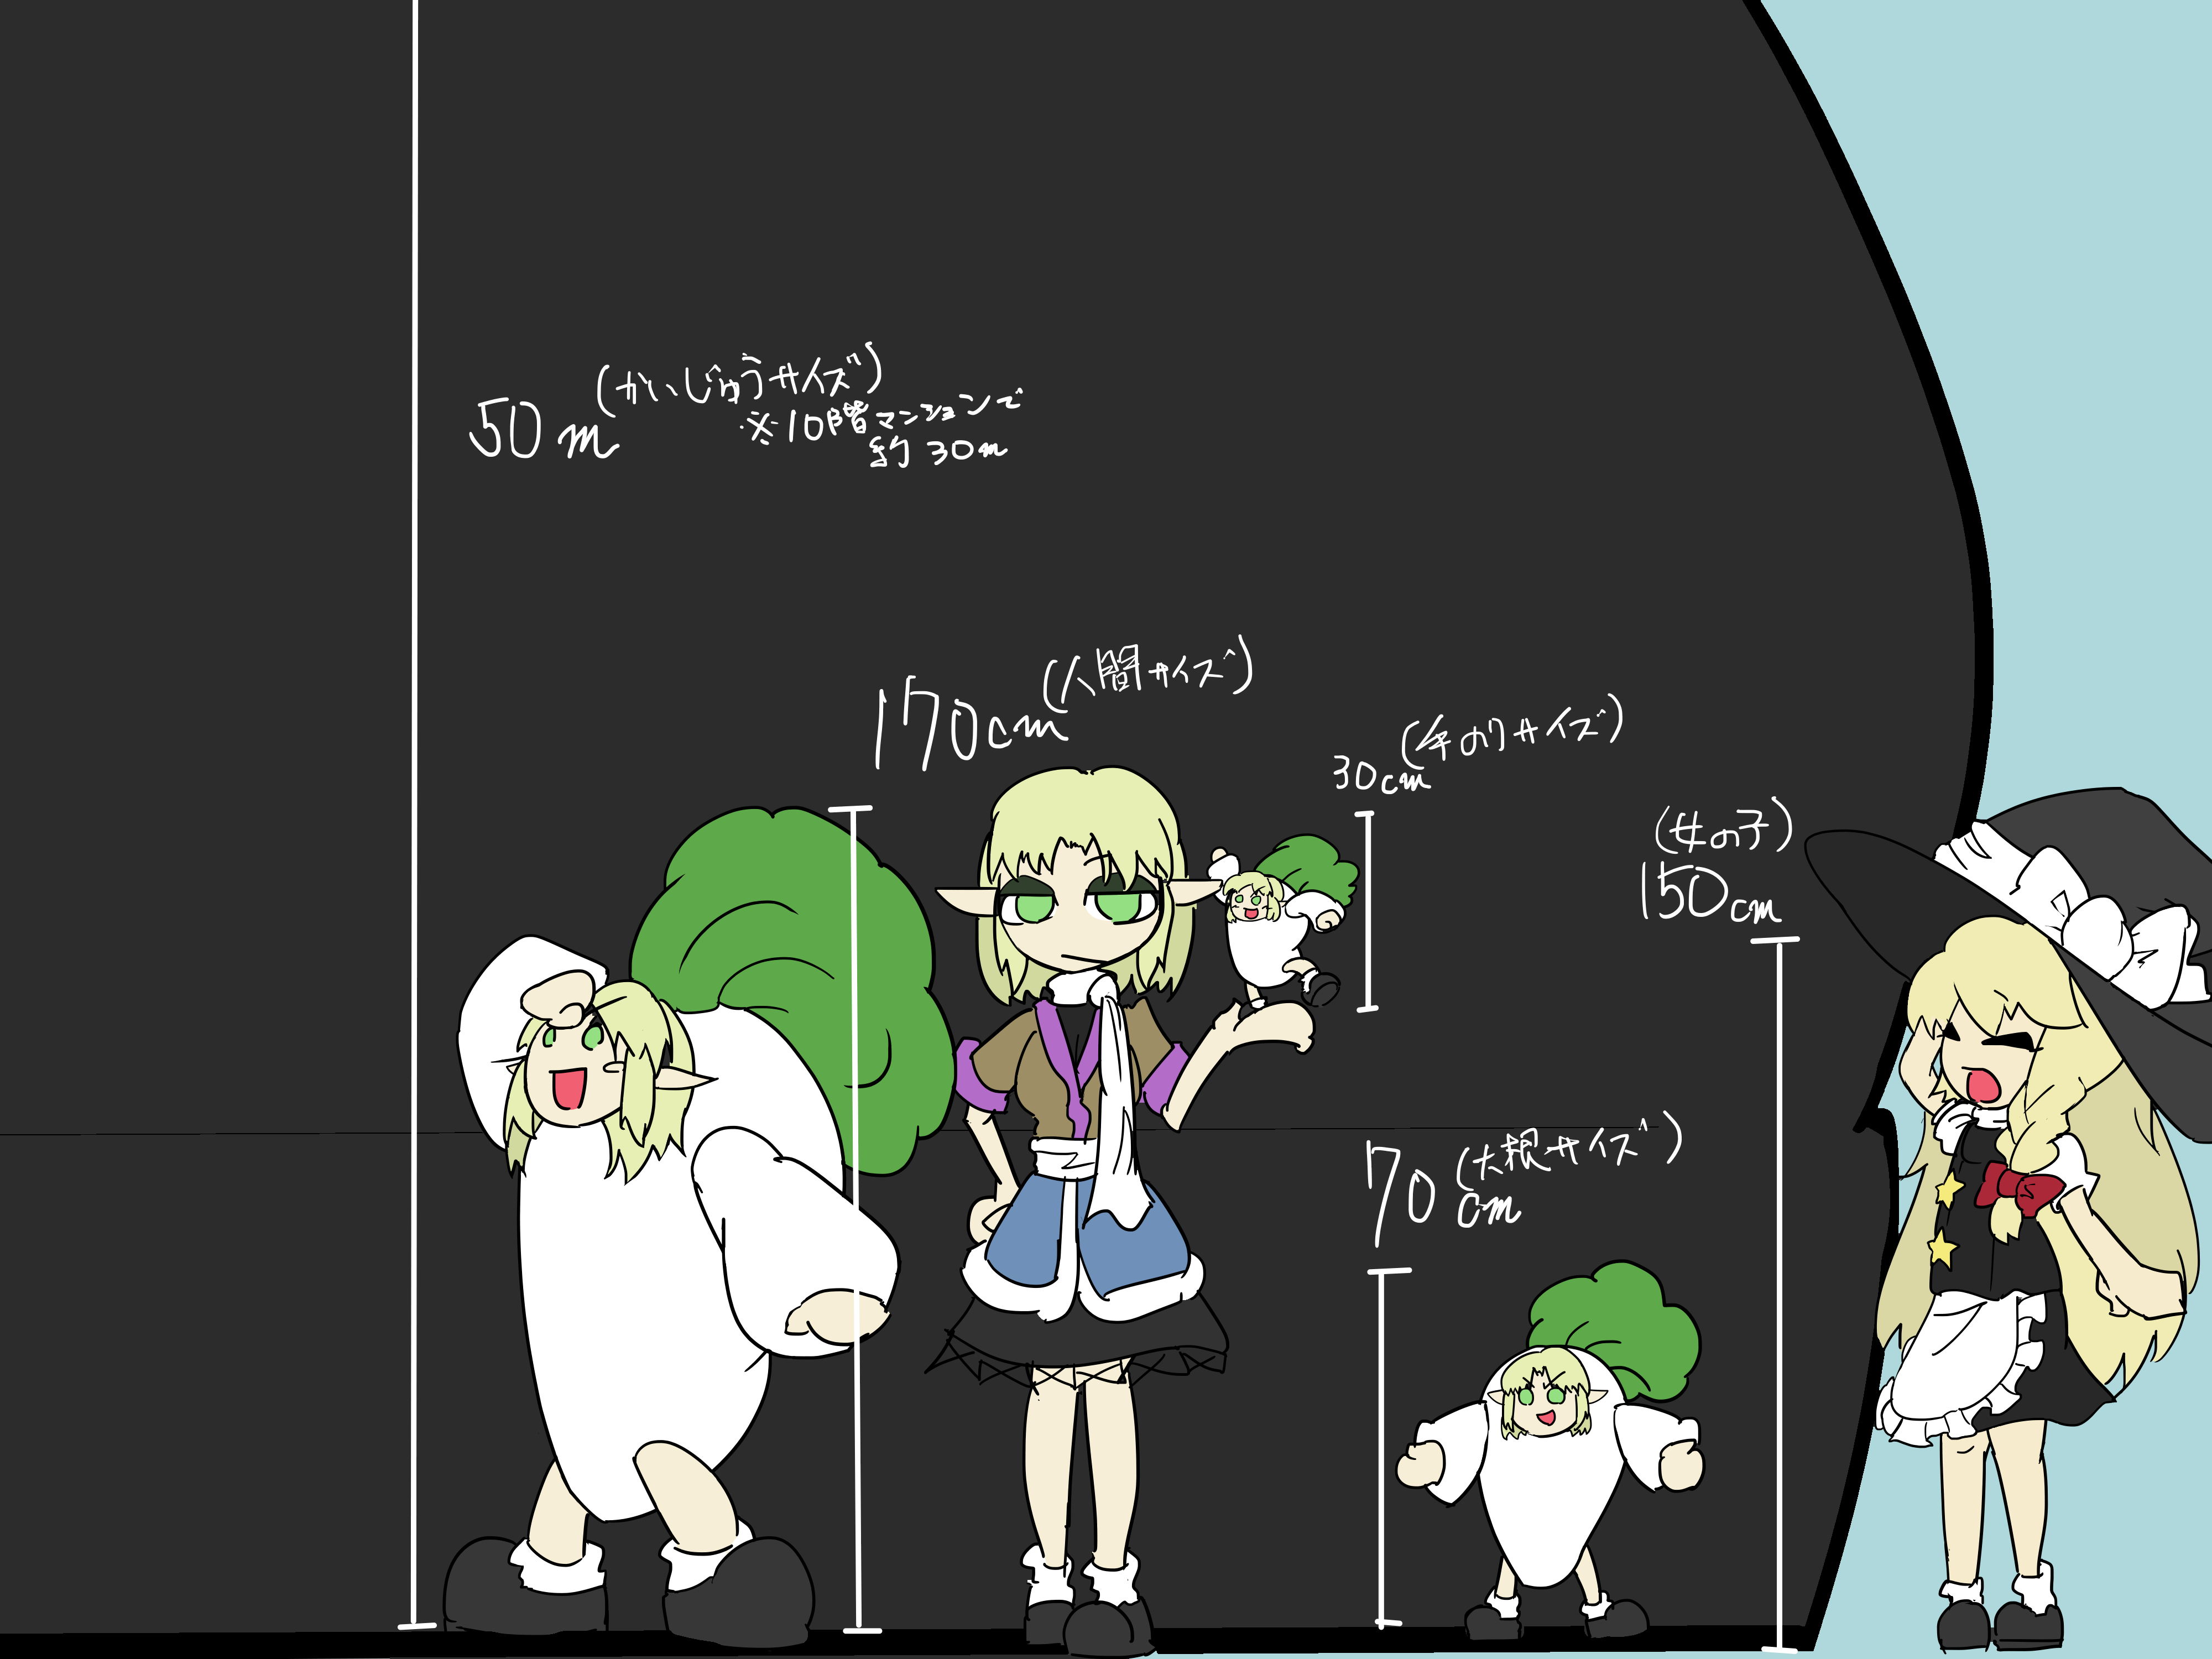 (かいじゅうサイズ)
50m
※10階マンションで
約30m
(人間サイズ)
170cm
(年のりサイズ)
30cm
(女の子)
150cm
(大根サイズ)
70cm